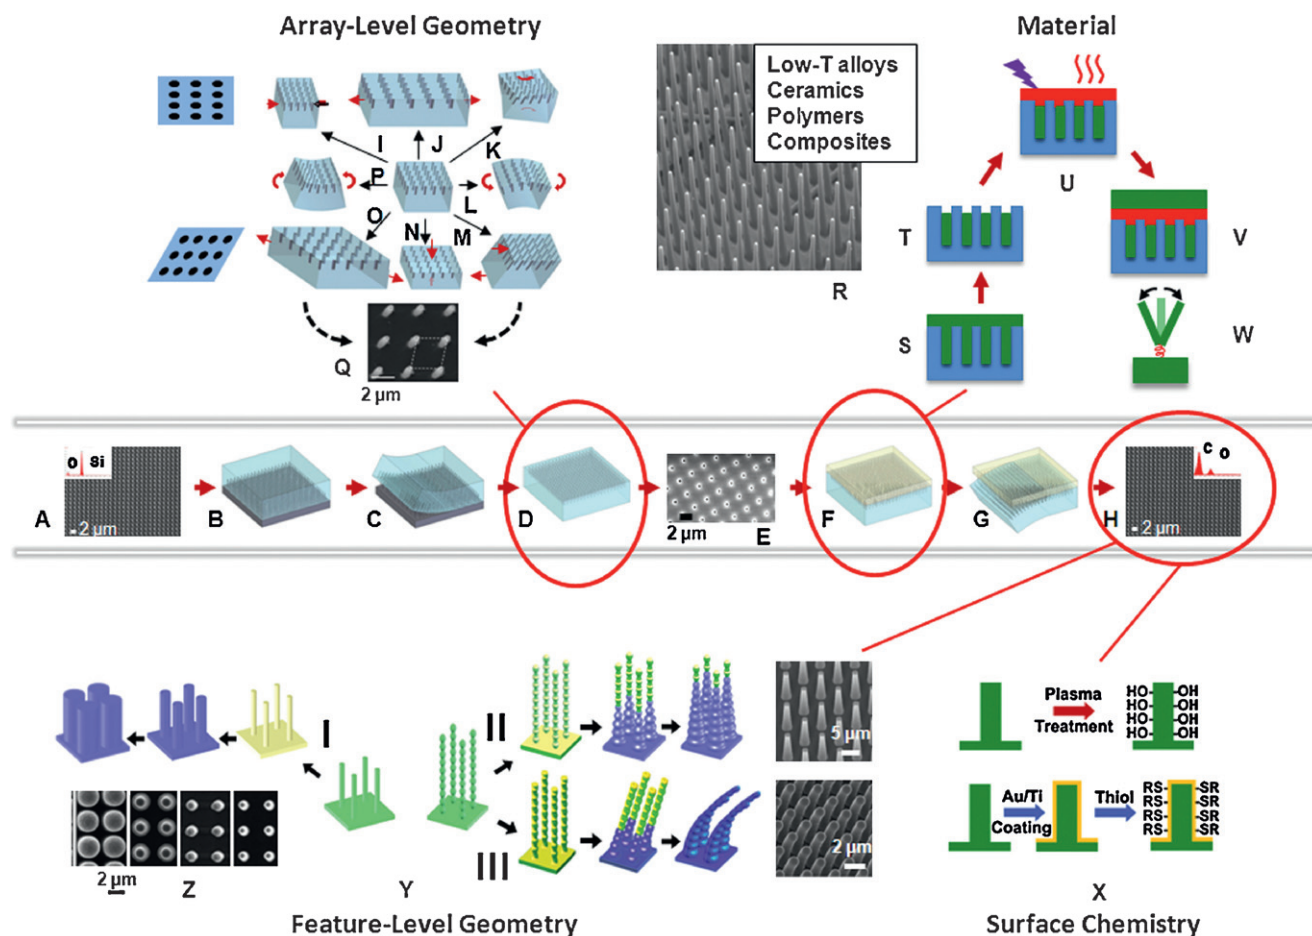 Array-Level Geometry
Material
Low-T alloys
Ceramics
Polymers
Composites
I
J
K
P
L
O
N
M
Q
2 µm
R
S
T
U
V
W
O Si
A
2 µm
B
C
D
2 µm
E
F
G
H
C O
2 µm
I
II
III
5 µm
2 µm
2 µm
Z
Y
Feature-Level Geometry
Plasma
Treatment
HO- -OH
HO- -OH
HO- -OH
HO- -OH
Au/Ti
Coating
Thiol
RS- -SR
RS- -SR
RS- -SR
RS- -SR
X
Surface Chemistry